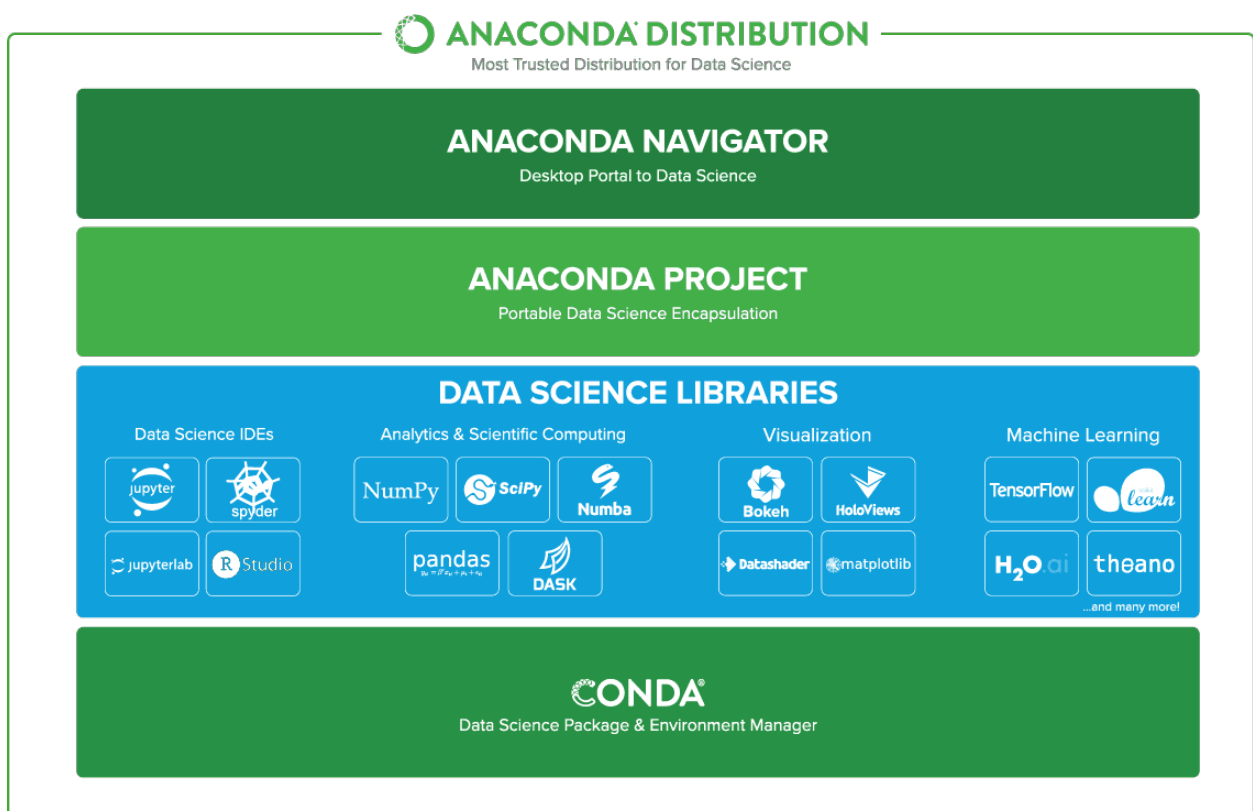 ANACONDA® DISTRIBUTION
Most Trusted Distribution for Data Science
ANACONDA NAVIGATOR
Desktop Portal to Data Science
ANACONDA PROJECT
Portable Data Science Encapsulation
DATA SCIENCE LIBRARIES
Data Science IDEs
jupyter
spyder
jupyterlab
R Studio
Analytics & Scientific Computing
NumPy
SciPy
Numba
pandas
DASK
Visualization
Bokeh
HoloViews
Datashader
matplotlib
Machine Learning
TensorFlow
learn
H₂O.ai
theano
...and many more!
CONDA®
Data Science Package & Environment Manager